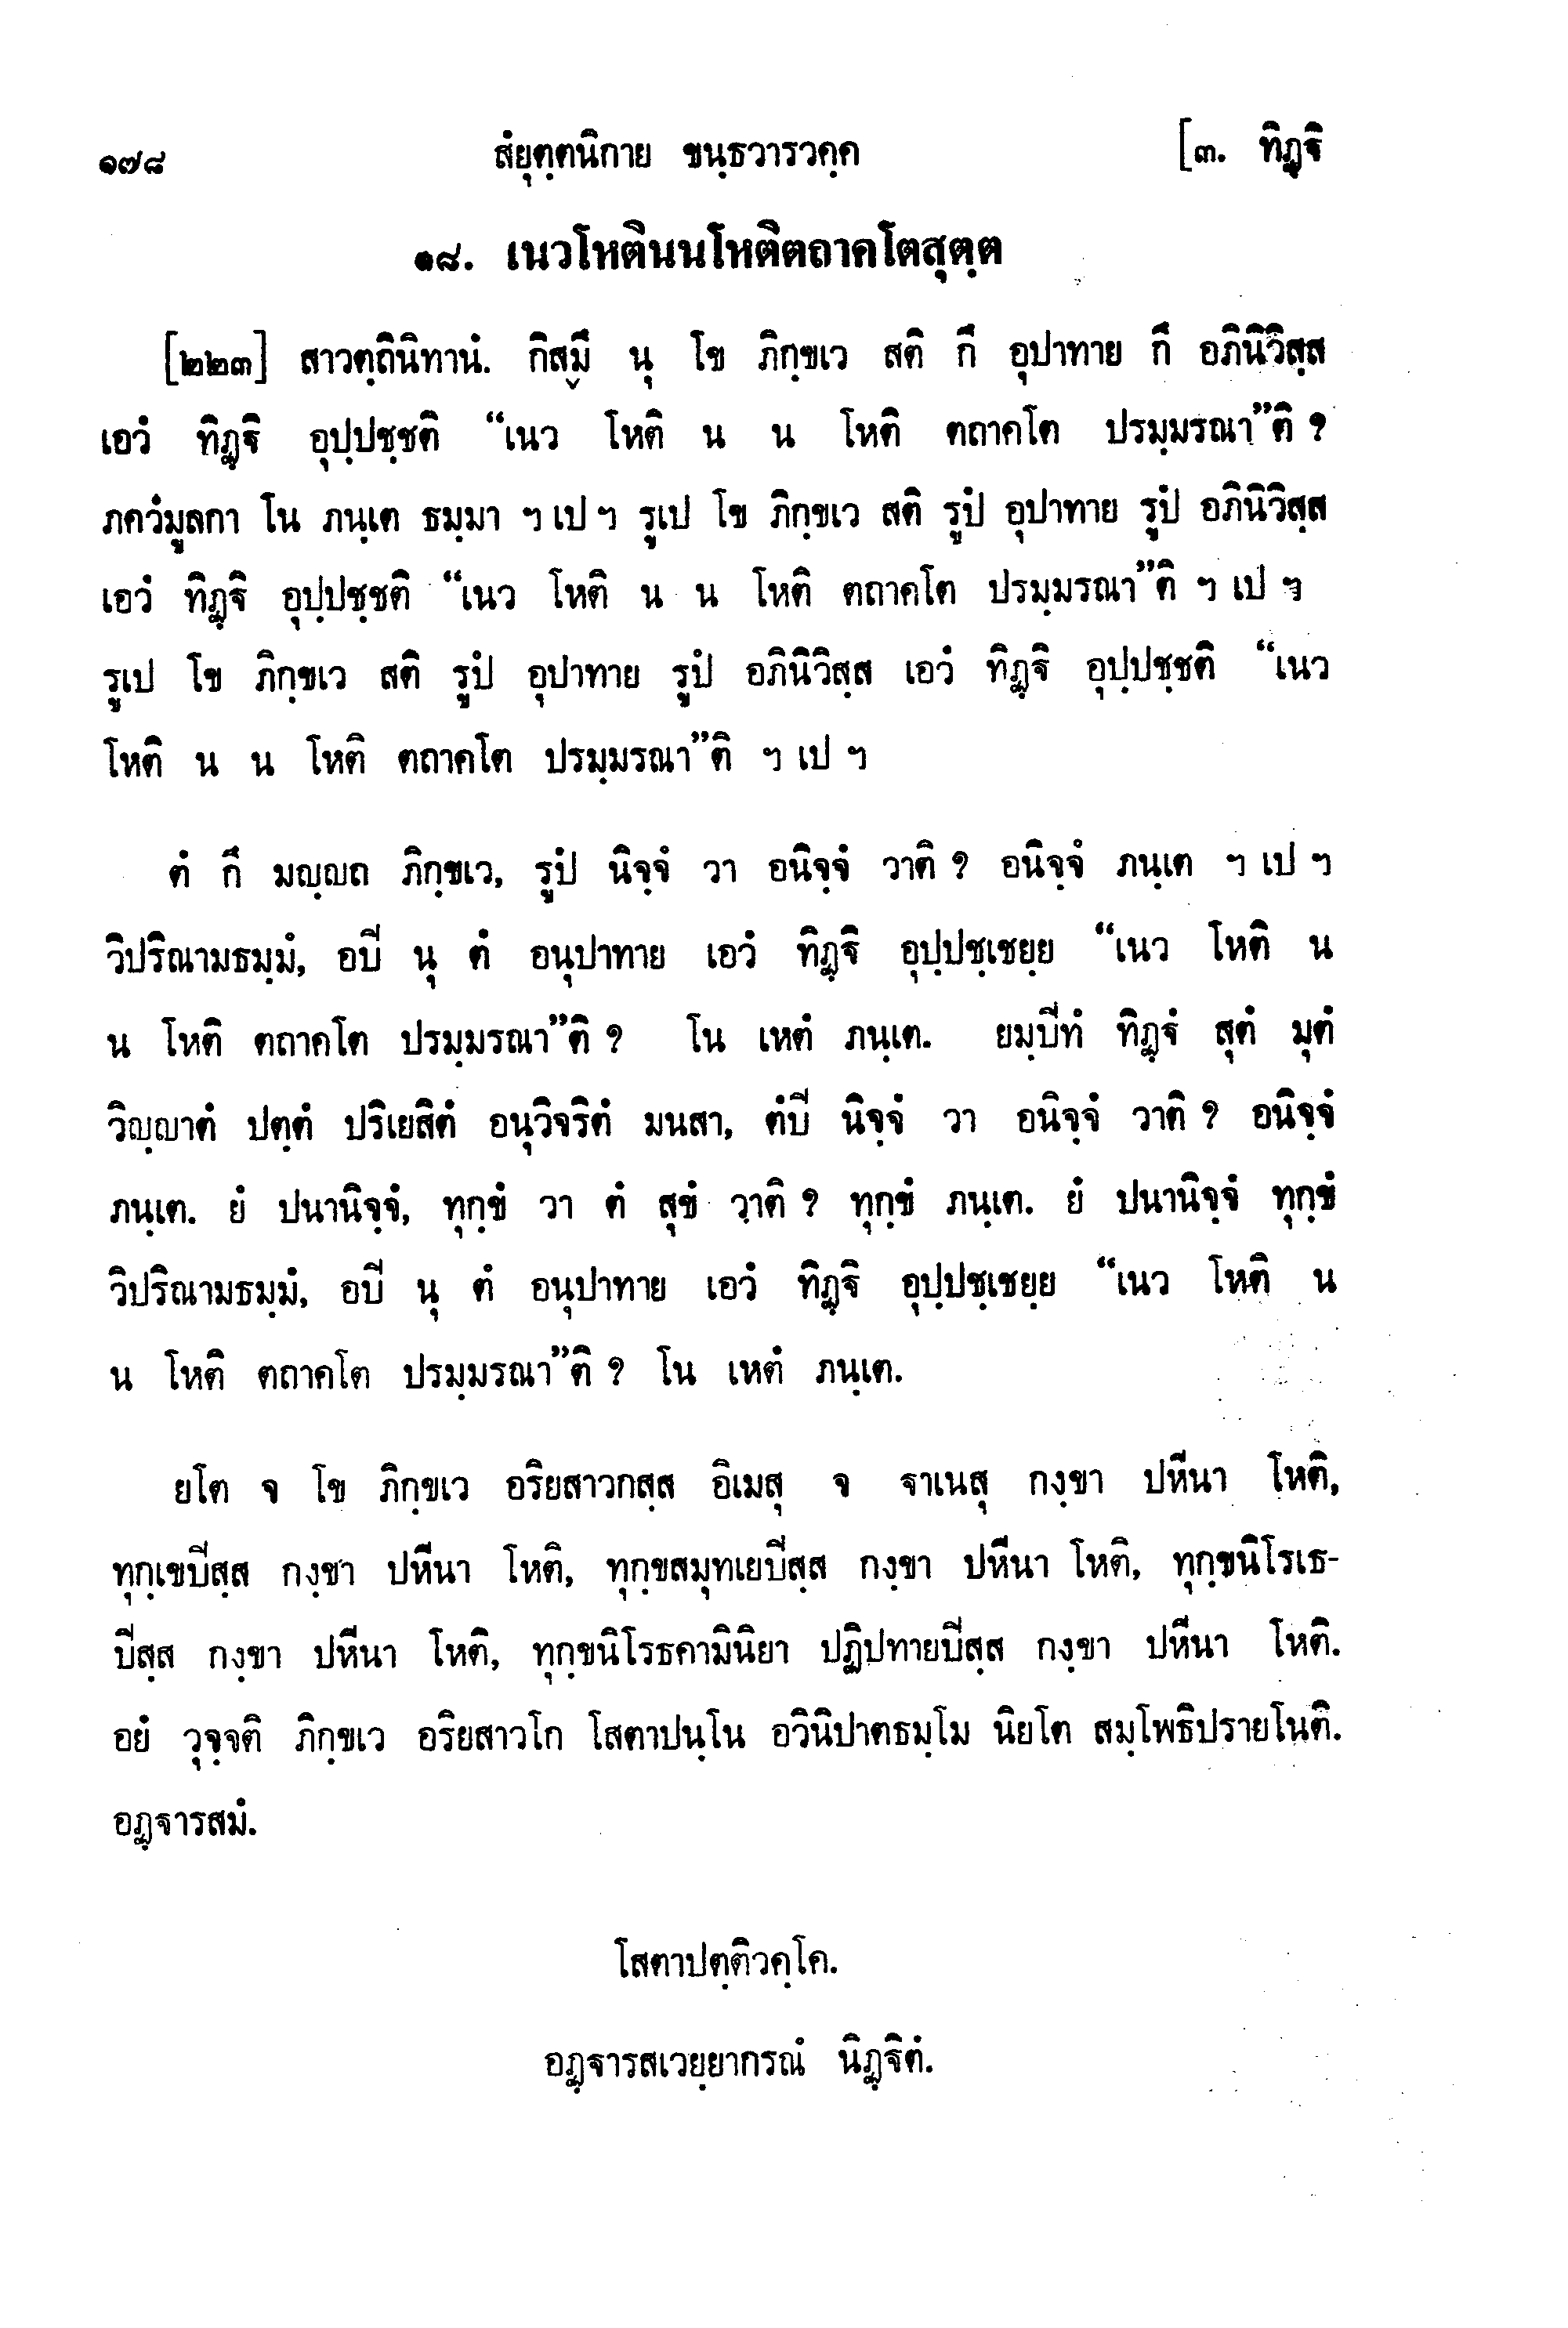 ๑๗๘ สํยุตฺตนิกาย ขนฺธวารวคฺค [๓. ทิฏฺฐิ
๑๘. เนวโหตินนโหติตถาคโตสุตฺต
[๒๒๓] สาวตฺถินิทานํ. กิสฺมึ นุ โข ภิกฺขเว สติ กึ อุปาทาย กึ อภินิวิสฺส
เอวํ ทิฏฺฐิ อุปฺปชฺชติ “เนว โหติ น น โหติ ตถาคโต ปรมฺมรณา”ติ ?
ภควํมูลกา โน ภนฺเต ธมฺมา ฯ เป ฯ รูเป โข ภิกฺขเว สติ รูปํ อุปาทาย รูปํ อภินิวิสฺส
เอวํ ทิฏฺฐิ อุปฺปชฺชติ “เนว โหติ น น โหติ ตถาคโต ปรมฺมรณา”ติ ฯ เป ฯ
รูเป โข ภิกฺขเว สติ รูปํ อุปาทาย รูปํ อภินิวิสฺส เอวํ ทิฏฺฐิ อุปฺปชฺชติ “เนว
โหติ น น โหติ ตถาคโต ปรมฺมรณา”ติ ฯ เป ฯ
ตํ กึ มญฺญถ ภิกฺขเว, รูปํ นิจฺจํ วา อนิจฺจํ วาติ ? อนิจฺจํ ภนฺเต ฯ เป ฯ
วิปริณามธมฺมํ, อปิ นุ ตํ อนุปาทาย เอวํ ทิฏฺฐิ อุปฺปชฺเชยฺย “เนว โหติ น
น โหติ ตถาคโต ปรมฺมรณา”ติ ? โน เหตํ ภนฺเต. ยมฺปิทํ ทิฏฺฐํ สุตํ มุตํ
วิญฺญาตํ ปตฺตํ ปริเยสิตํ อนุวิจริตํ มนสา, ตํปิ นิจฺจํ วา อนิจฺจํ วาติ ? อนิจฺจํ
ภนฺเต. ยํ ปนานิจฺจํ, ทุกฺขํ วา ตํ สุขํ วาติ ? ทุกฺขํ ภนฺเต. ยํ ปนานิจฺจํ ทุกฺขํ
วิปริณามธมฺมํ, อปิ นุ ตํ อนุปาทาย เอวํ ทิฏฺฐิ อุปฺปชฺเชยฺย “เนว โหติ น
น โหติ ตถาคโต ปรมฺมรณา”ติ ? โน เหตํ ภนฺเต.
ยโต จ โข ภิกฺขเว อริยสาวกสฺส อิเมสุ จ ฐาเนสุ กงฺขา ปหีนา โหติ,
ทุกฺเขปิสฺส กงฺขา ปหีนา โหติ, ทุกฺขสมุทเยปิสฺส กงฺขา ปหีนา โหติ, ทุกฺขนิโรเธ-
ปิสฺส กงฺขา ปหีนา โหติ, ทุกฺขนิโรธคามินิยา ปฏิปทายปิสฺส กงฺขา ปหีนา โหติ.
อยํ วุจฺจติ ภิกฺขเว อริยสาวโก โสตาปนฺโน อวินิปาตธมฺโม นิยโต สมฺโพธิปรายโนติ.
อฏฺฐารสมํ.
โสตาปตฺติวคฺโค.
อฏฺฐารสเวยฺยากรณํ นิฏฺฐิตํ.